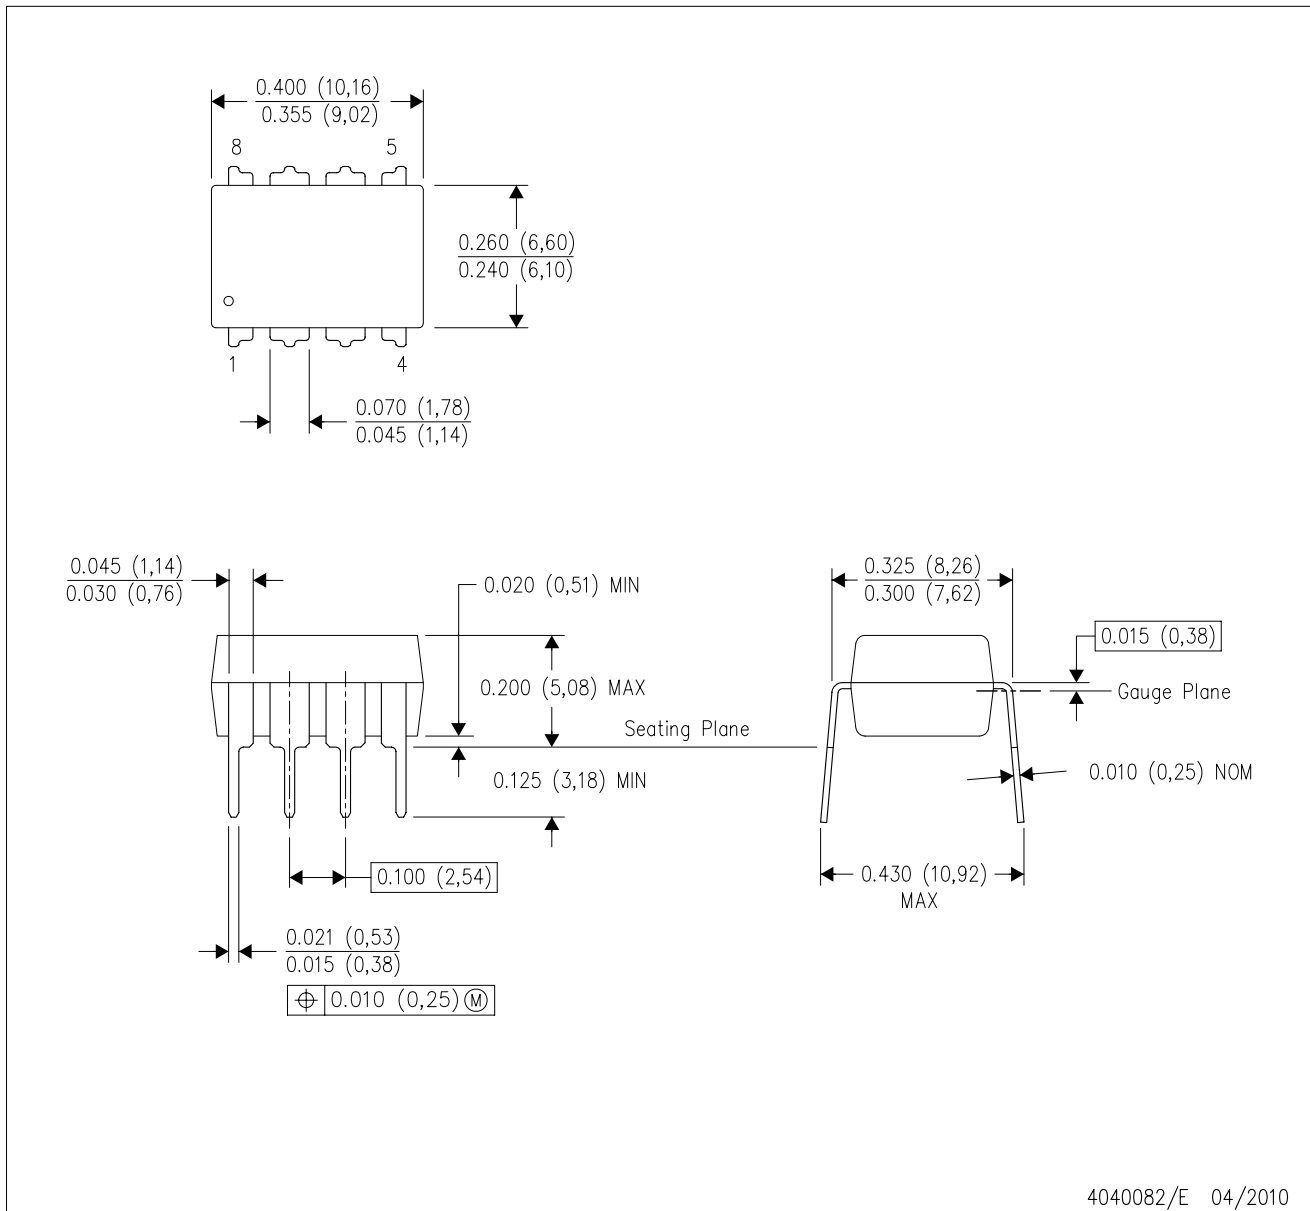 0.400 (10,16)
0.355 (9,02)
8
5
0.260 (6,60)
0.240 (6,10)
1
4
0.070 (1,78)
0.045 (1,14)
0.045 (1,14)
0.030 (0,76)
0.020 (0,51) MIN
0.200 (5,08) MAX
Seating Plane
0.125 (3,18) MIN
0.100 (2,54)
0.021 (0,53)
0.015 (0,38)
⌖ 0.010 (0,25) Ⓜ
0.325 (8,26)
0.300 (7,62)
0.015 (0,38)
Gauge Plane
0.010 (0,25) NOM
0.430 (10,92)
MAX
4040082/E 04/2010